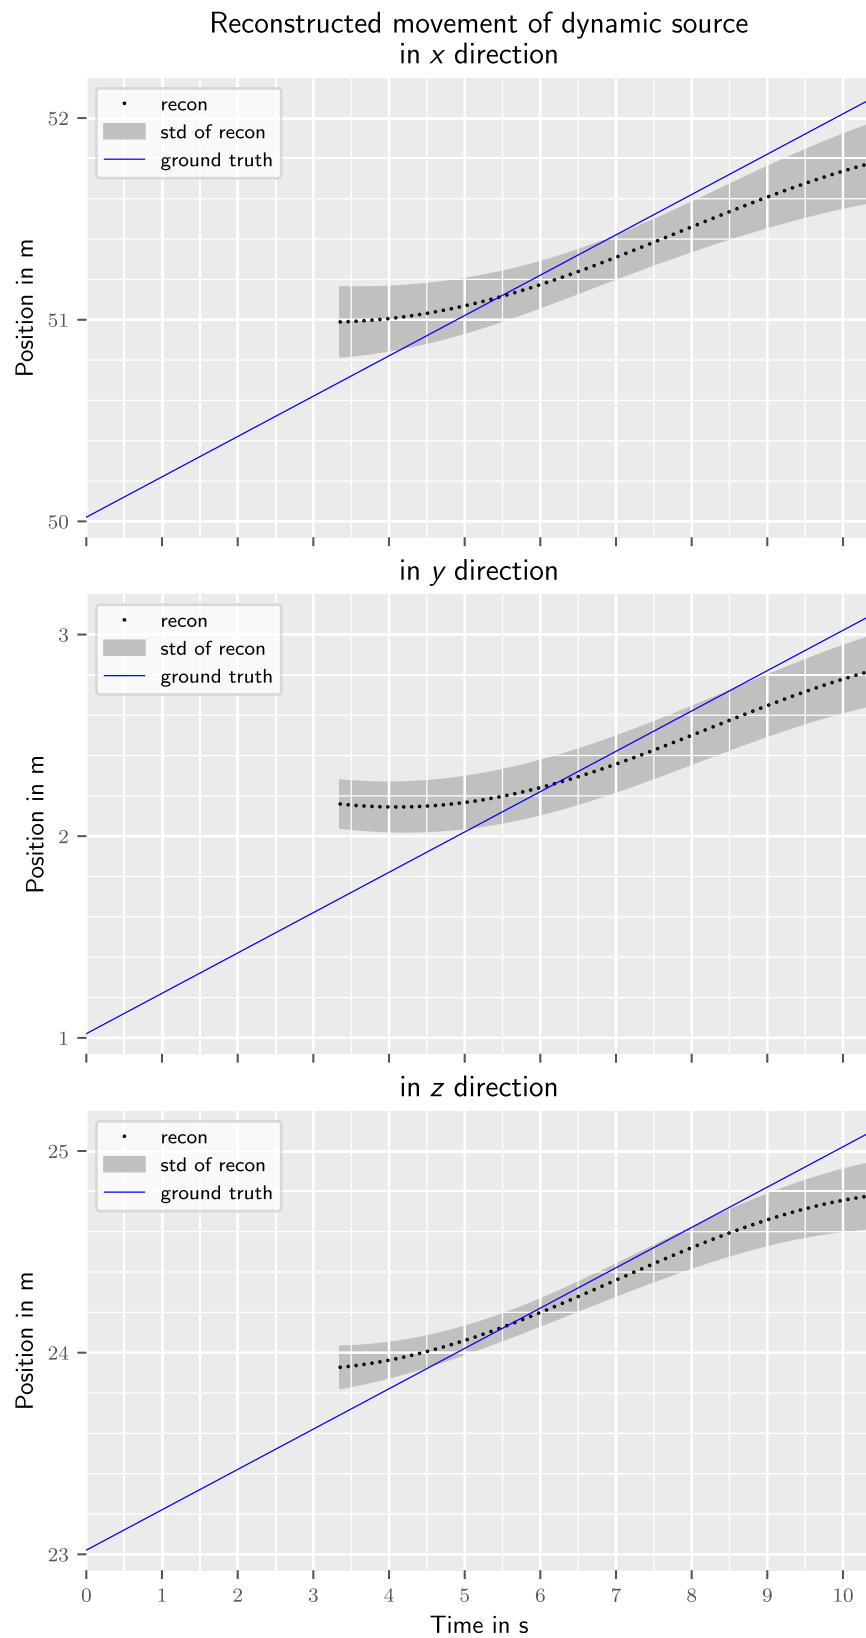 Reconstructed movement of dynamic source
in x direction
recon
std of recon
ground truth
52
51
50
Position in m
in y direction
recon
std of recon
ground truth
3
2
1
Position in m
in z direction
recon
std of recon
ground truth
25
24
23
Position in m
0 1 2 3 4 5 6 7 8 9 10
Time in s